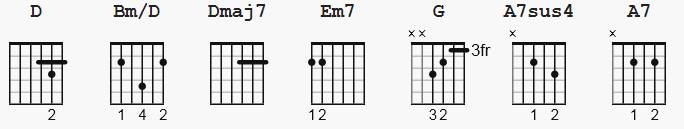 D Bm/D Dmaj7 Em7 G A7sus4 A7
x x x x
3fr
2 1 4 2 1 2 3 2 1 2 1 2